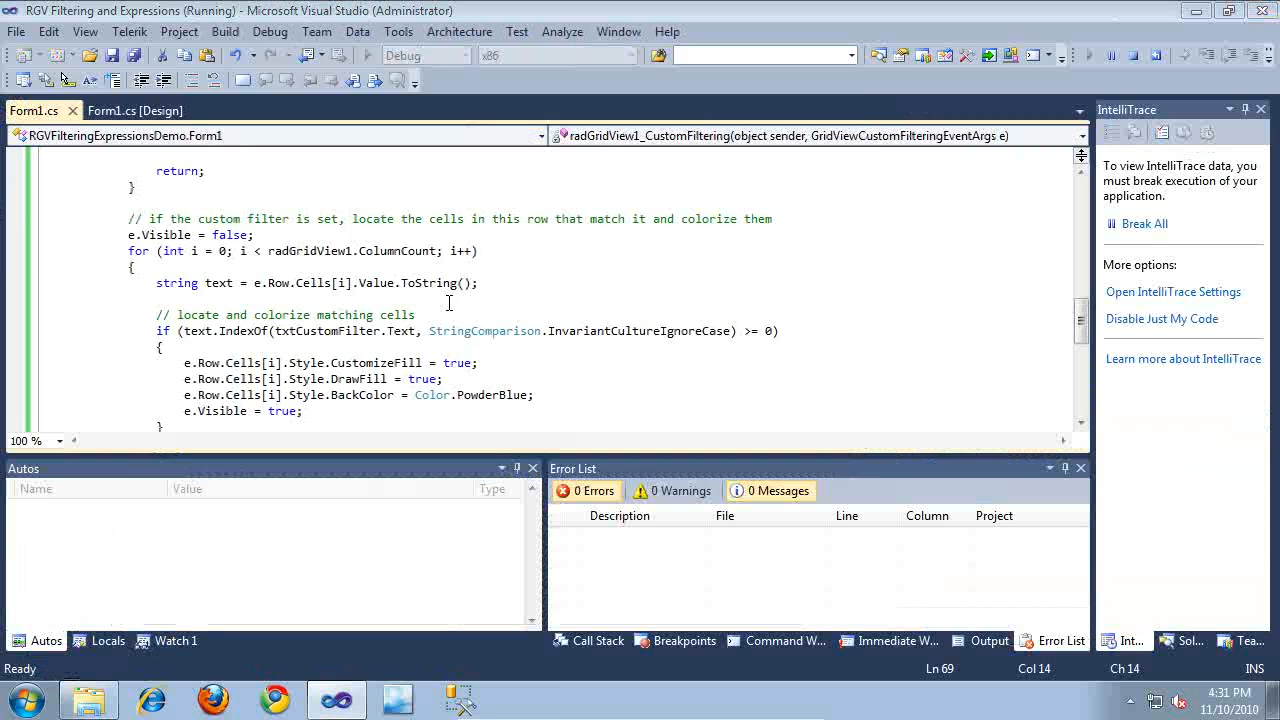 RGV Filtering and Expressions (Running) - Microsoft Visual Studio (Administrator)
File Edit View Telerik Project Build Debug Team Data Tools Architecture Test Analyze Window Help
Debug x86
Form1.cs Form1.cs [Design]
RGVFilteringExpressionsDemo.Form1 radGridView1_CustomFiltering(object sender, GridViewCustomFilteringEventArgs e)
return;
}
// if the custom filter is set, locate the cells in this row that match it and colorize them
e.Visible = false;
for (int i = 0; i < radGridView1.ColumnCount; i++)
{
string text = e.Row.Cells[i].Value.ToString();
// locate and colorize matching cells
if (text.IndexOf(txtCustomFilter.Text, StringComparison.InvariantCultureIgnoreCase) >= 0)
{
e.Row.Cells[i].Style.CustomizeFill = true;
e.Row.Cells[i].Style.DrawFill = true;
e.Row.Cells[i].Style.BackColor = Color.PowderBlue;
e.Visible = true;
}
100 %
IntelliTrace
To view IntelliTrace data, you
must break execution of your
application.
Break All
More options:
Open IntelliTrace Settings
Disable Just My Code
Learn more about IntelliTrace
Autos
Name Value Type
Error List
0 Errors 0 Warnings 0 Messages
Description File Line Column Project
Autos Locals Watch 1
Call Stack Breakpoints Command W... Immediate W... Output Error List
Int... Sol... Tea...
Ready Ln 69 Col 14 Ch 14 INS
4:31 PM
11/10/2010